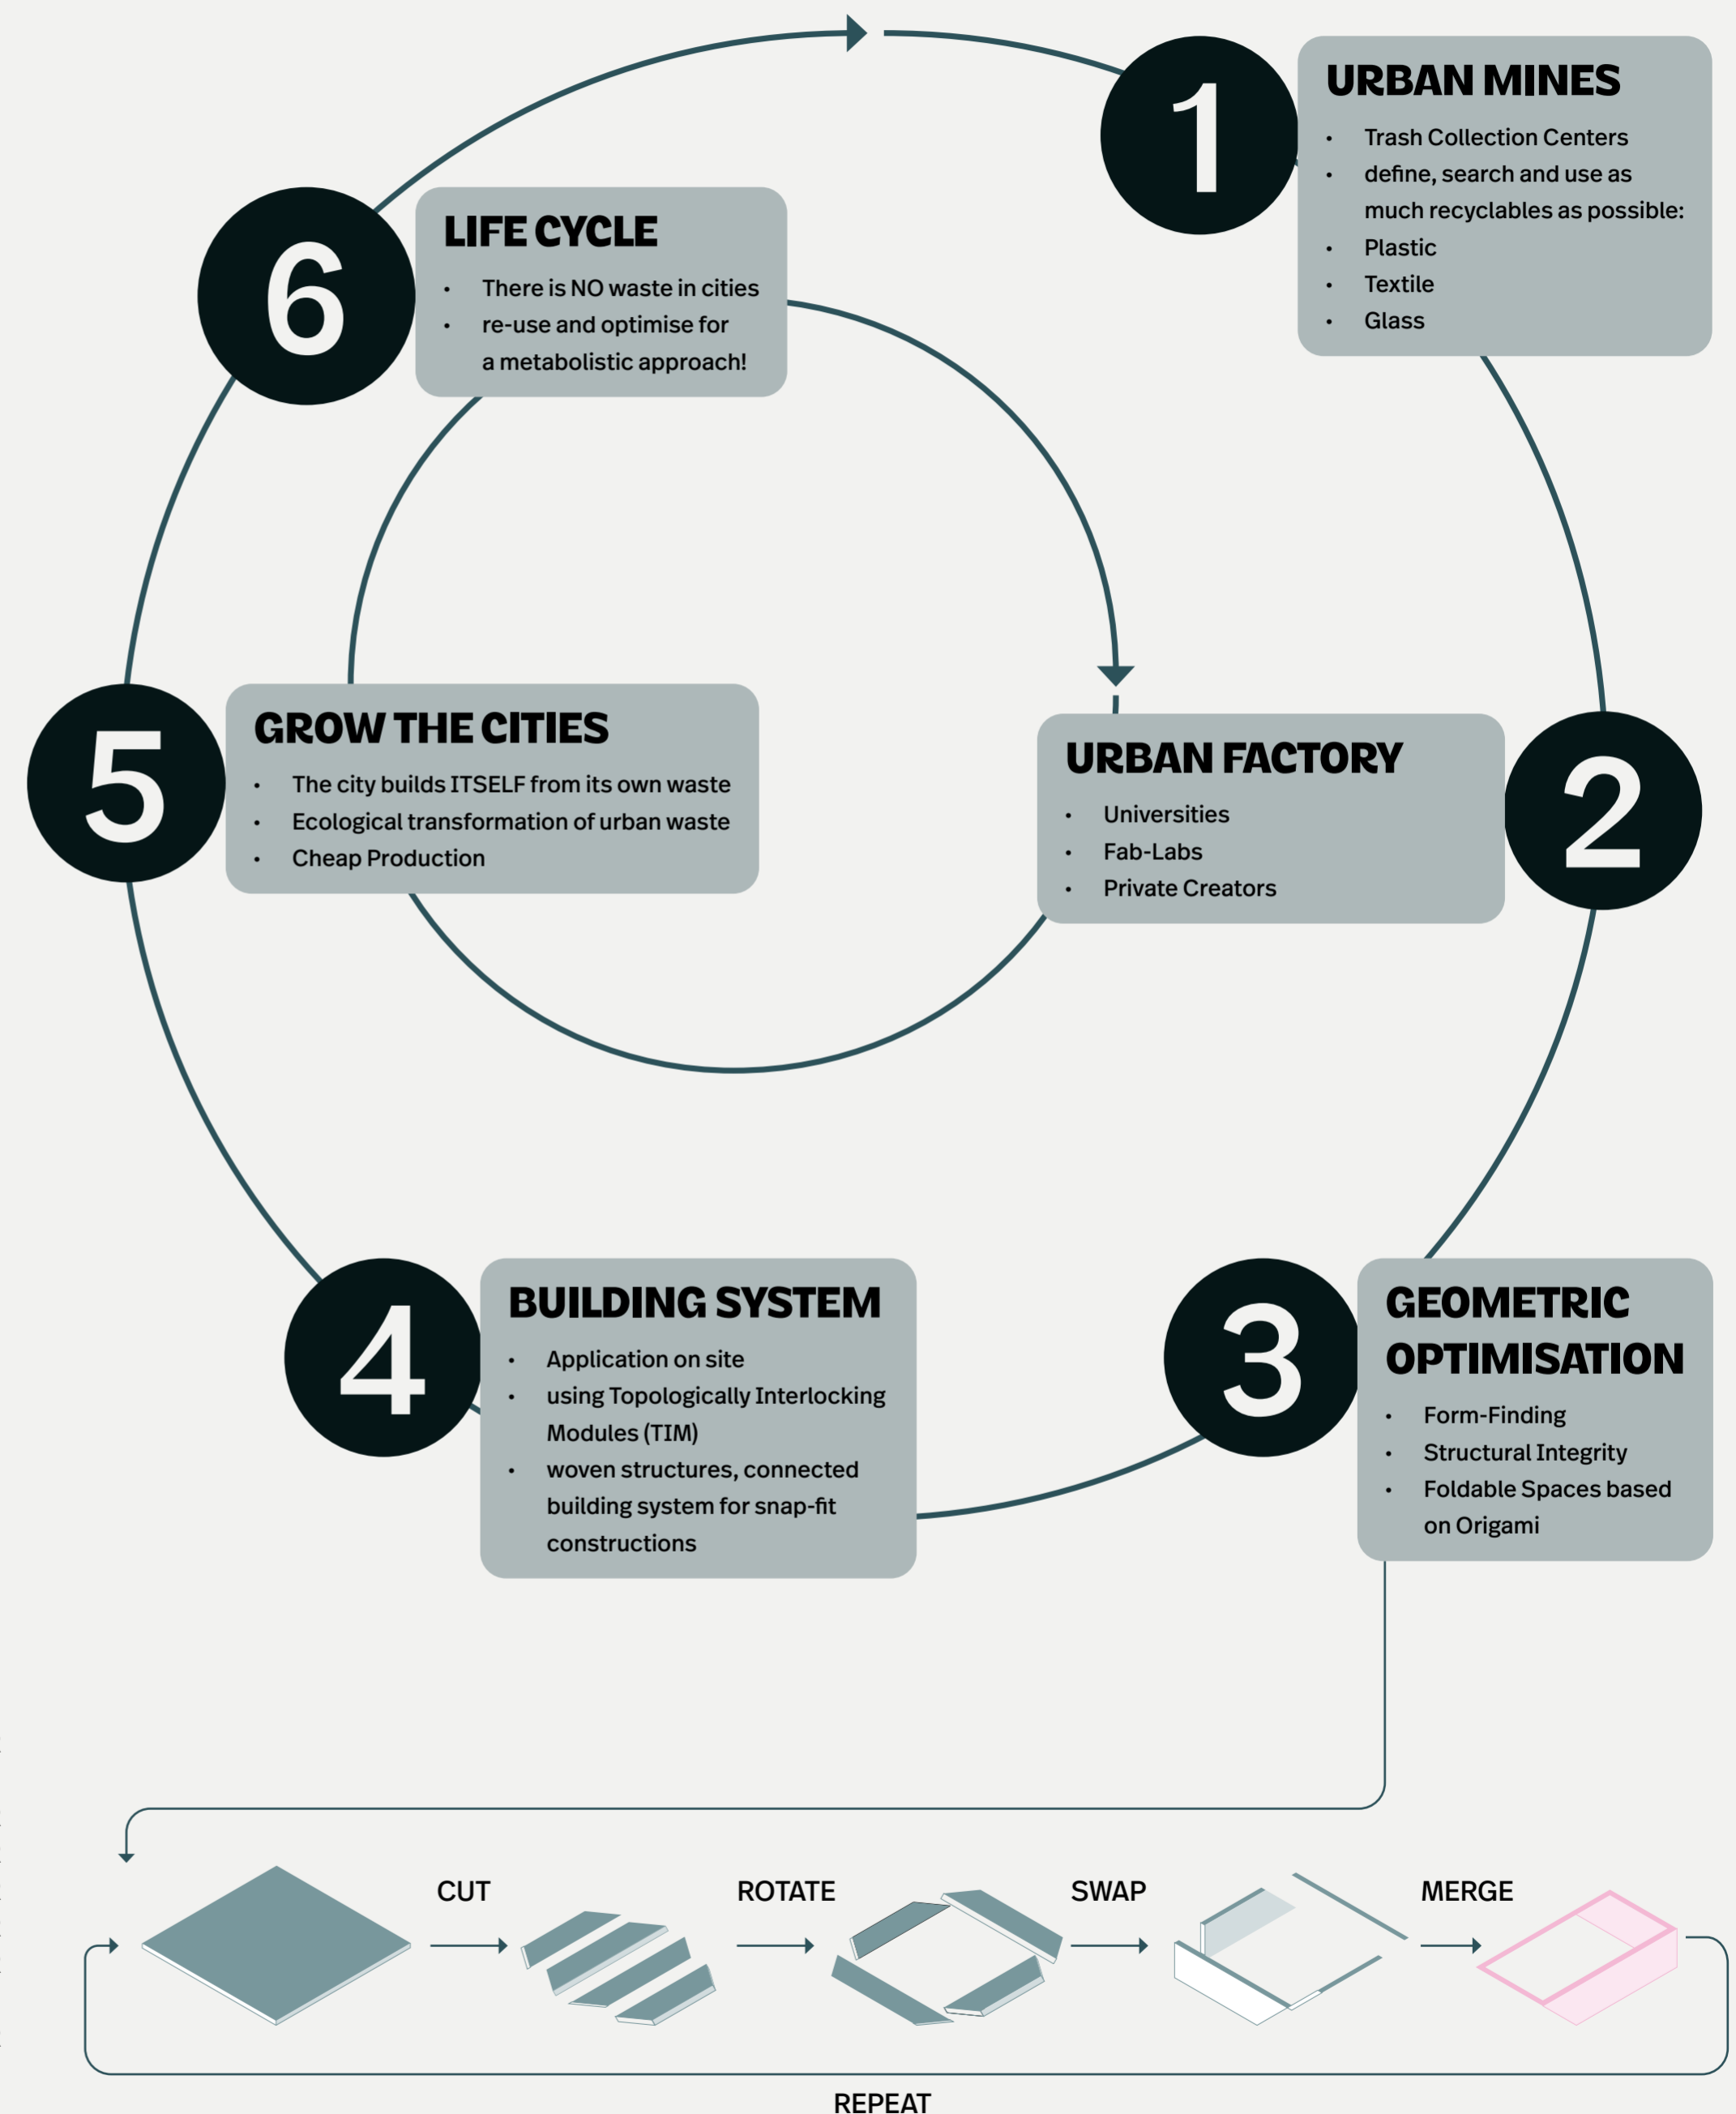 1
URBAN MINES
• Trash Collection Centers
• define, search and use as
much recyclables as possible:
• Plastic
• Textile
• Glass
6
LIFE CYCLE
• There is NO waste in cities
• re-use and optimise for
a metabolistic approach!
5
GROW THE CITIES
• The city builds ITSELF from its own waste
• Ecological transformation of urban waste
• Cheap Production
URBAN FACTORY
• Universities
• Fab-Labs
• Private Creators
2
4
BUILDING SYSTEM
• Application on site
• using Topologically Interlocking
Modules (TIM)
• woven structures, connected
building system for snap-fit
constructions
3
GEOMETRIC
OPTIMISATION
• Form-Finding
• Structural Integrity
• Foldable Spaces based
on Origami
CUT
ROTATE
SWAP
MERGE
REPEAT